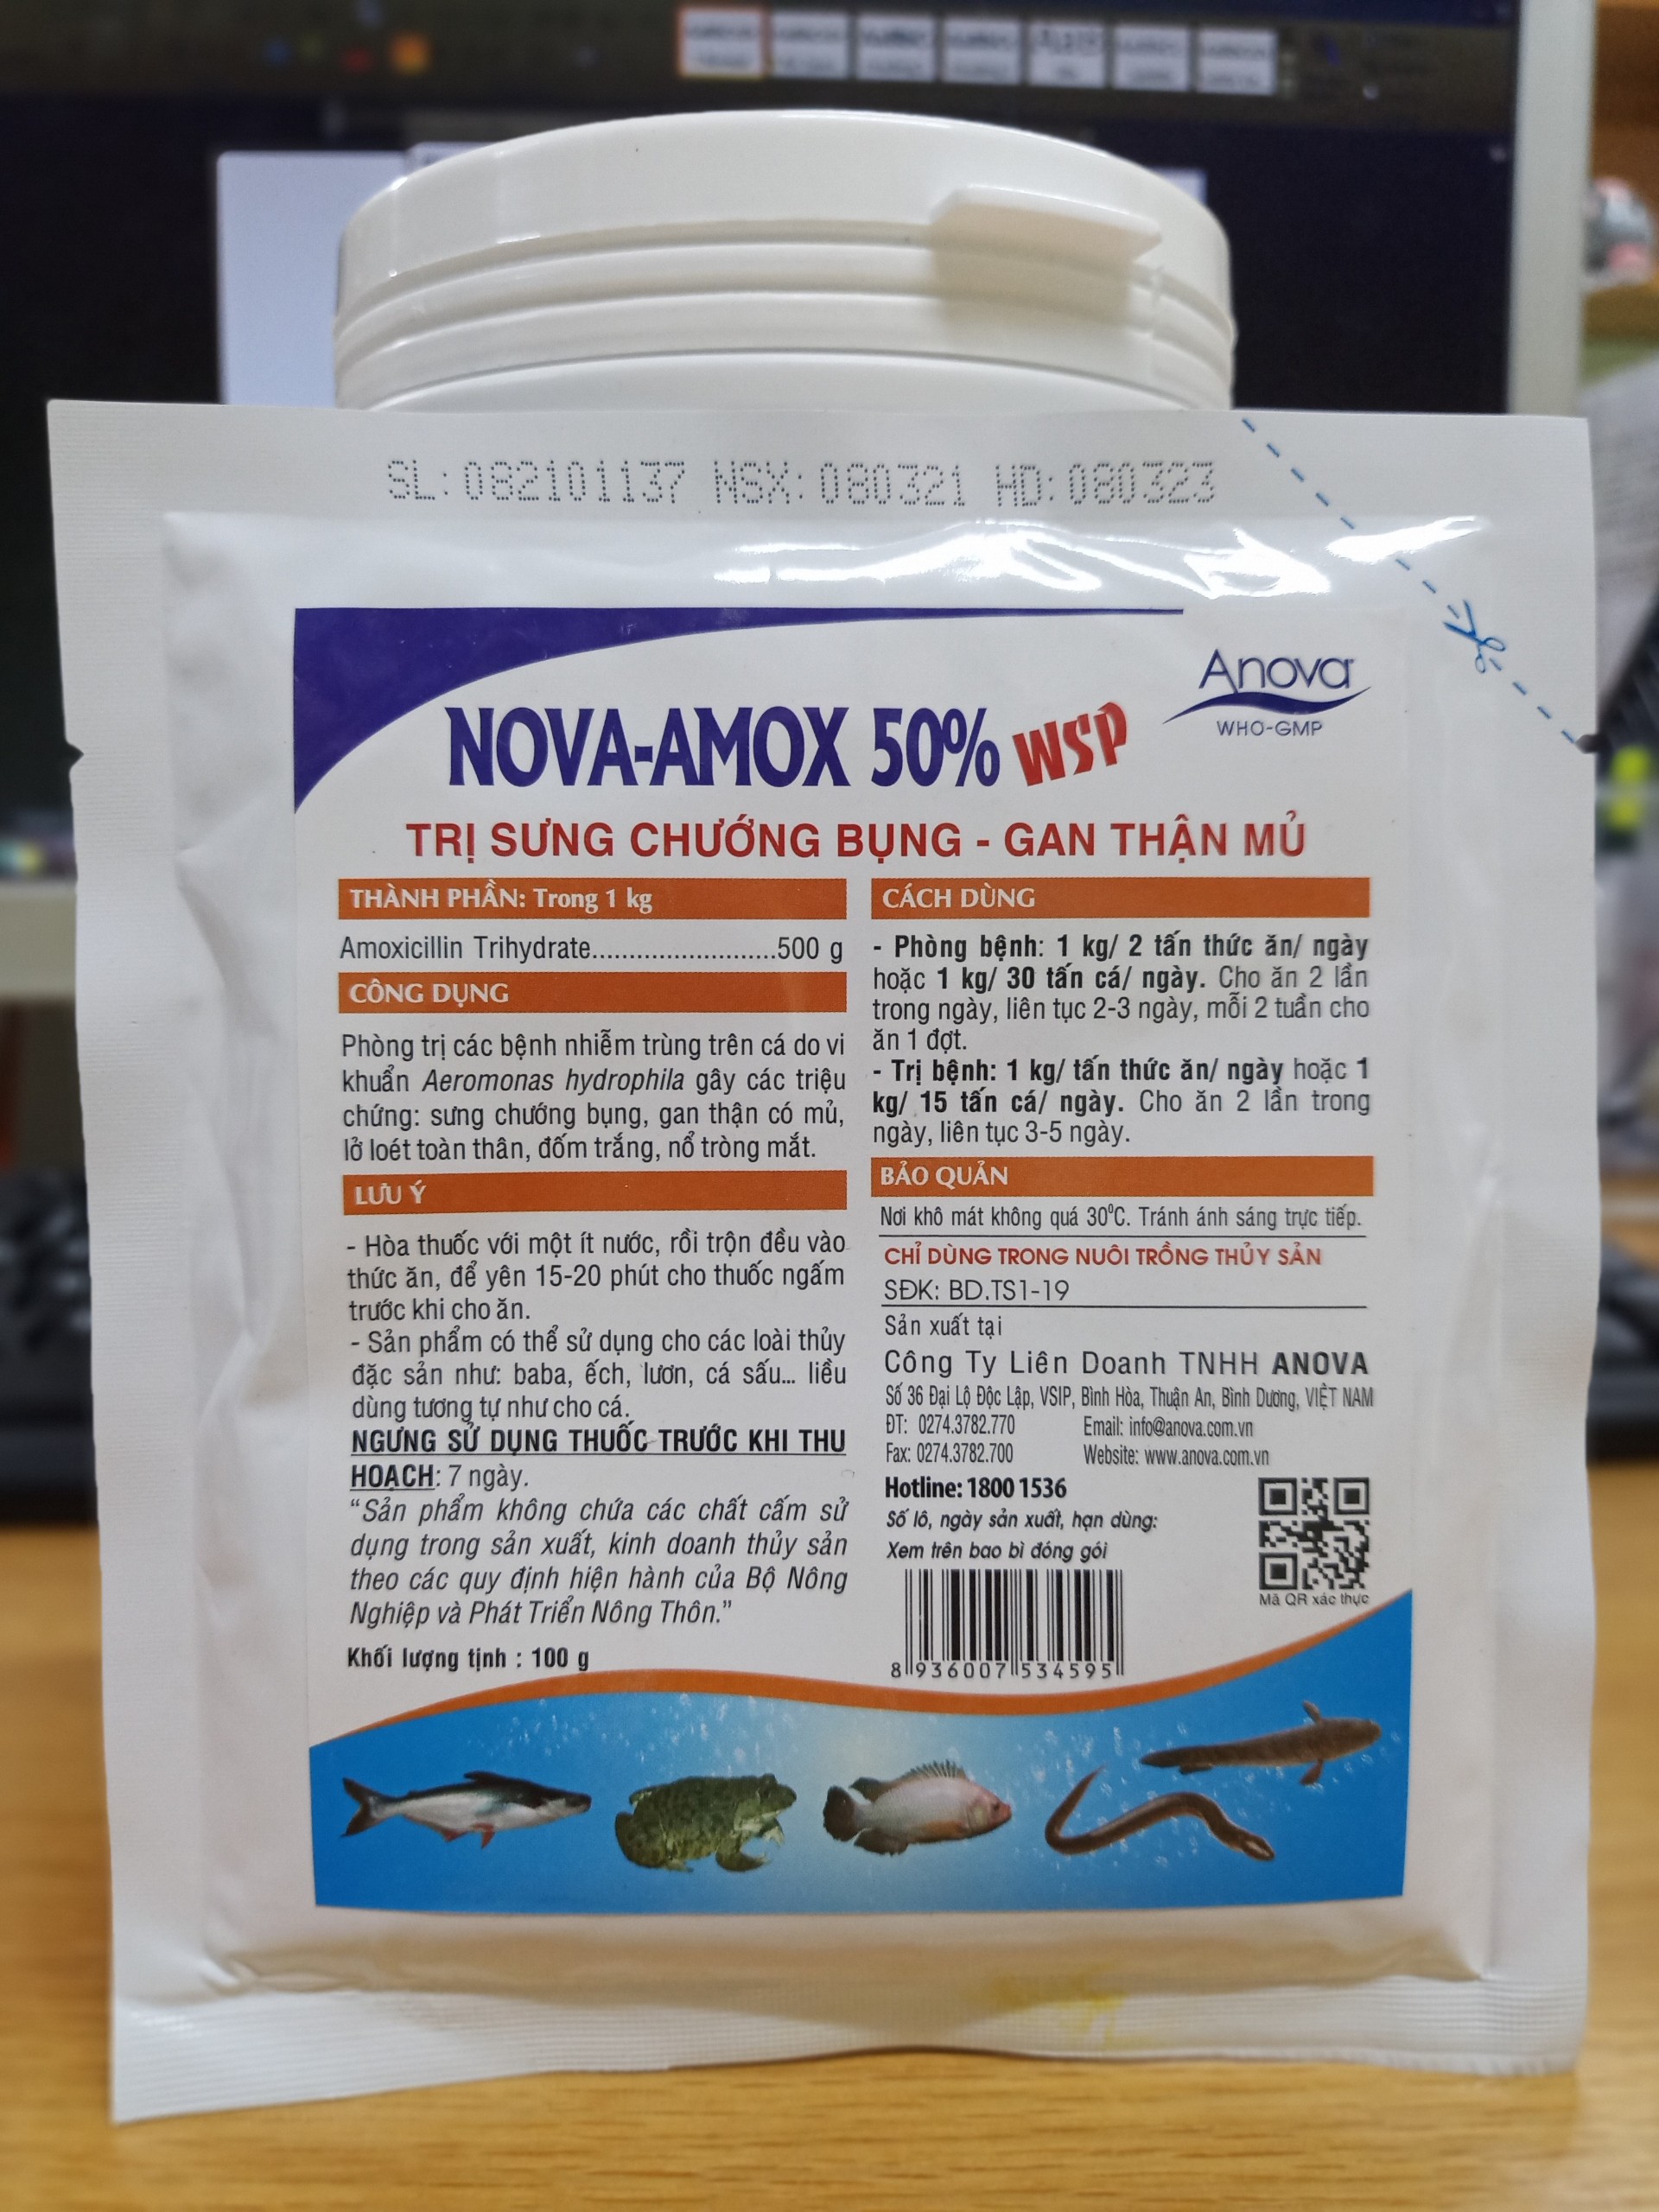 SL: 082101137 NSX: 080321 HD: 080323
Anova
WHO-GMP
NOVA-AMOX 50% WSP
TRỊ SƯNG CHƯỚNG BỤNG - GAN THẬN MỦ
THÀNH PHẦN: Trong 1 kg
Amoxicillin Trihydrate..........................500 g
CÔNG DỤNG
Phòng trị các bệnh nhiễm trùng trên cá do vi
khuẩn Aeromonas hydrophila gây các triệu
chứng: sưng chướng bụng, gan thận có mủ,
lở loét toàn thân, đốm trắng, nổ tròng mắt.
LƯU Ý
- Hòa thuốc với một ít nước, rồi trộn đều vào
thức ăn, để yên 15-20 phút cho thuốc ngấm
trước khi cho ăn.
- Sản phẩm có thể sử dụng cho các loài thủy
đặc sản như: baba, ếch, lươn, cá sấu... liều
dùng tương tự như cho cá.
NGƯNG SỬ DỤNG THUỐC TRƯỚC KHI THU
HOẠCH: 7 ngày.
“Sản phẩm không chứa các chất cấm sử
dụng trong sản xuất, kinh doanh thủy sản
theo các quy định hiện hành của Bộ Nông
Nghiệp và Phát Triển Nông Thôn.”
Khối lượng tịnh : 100 g
CÁCH DÙNG
- Phòng bệnh: 1 kg/ 2 tấn thức ăn/ ngày
hoặc 1 kg/ 30 tấn cá/ ngày. Cho ăn 2 lần
trong ngày, liên tục 2-3 ngày, mỗi 2 tuần cho
ăn 1 đợt.
- Trị bệnh: 1 kg/ tấn thức ăn/ ngày hoặc 1
kg/ 15 tấn cá/ ngày. Cho ăn 2 lần trong
ngày, liên tục 3-5 ngày.
BẢO QUẢN
Nơi khô mát không quá 30⁰C. Tránh ánh sáng trực tiếp.
CHỈ DÙNG TRONG NUÔI TRỒNG THỦY SẢN
SĐK: BD.TS1-19
Sản xuất tại
Công Ty Liên Doanh TNHH ANOVA
Số 36 Đại Lộ Độc Lập, VSIP, Bình Hòa, Thuận An, Bình Dương, VIỆT NAM
ĐT: 0274.3782.770 Email: info@anova.com.vn
Fax: 0274.3782.700 Website: www.anova.com.vn
Hotline: 1800 1536
Số lô, ngày sản xuất, hạn dùng:
Xem trên bao bì đóng gói
Mã QR xác thực
8 936007 534595